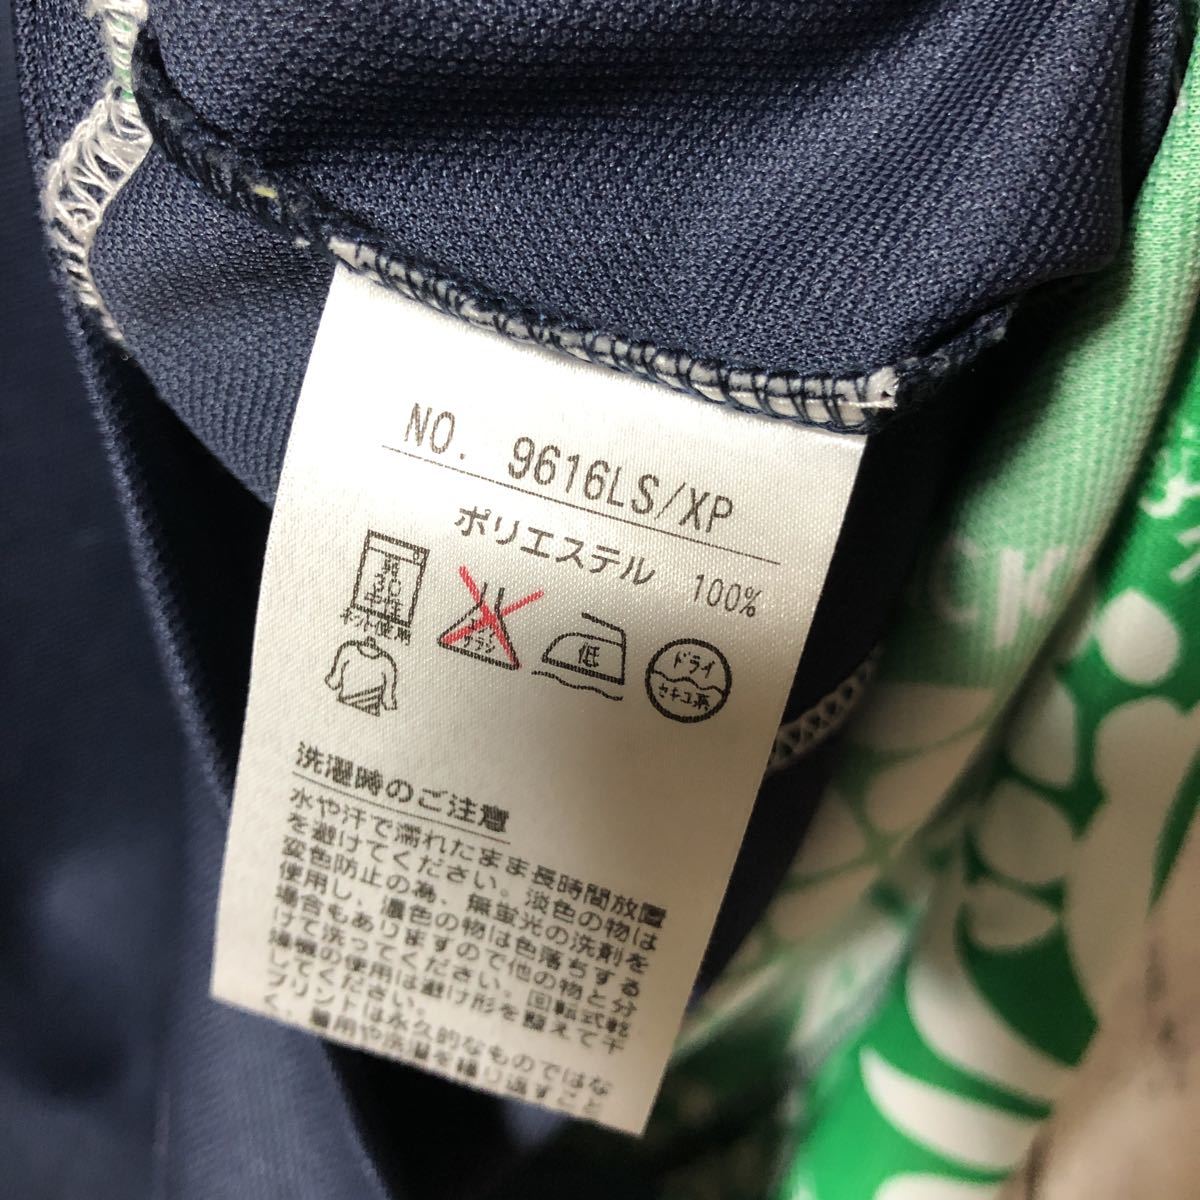 NO. 9616LS/XP
ポリエステル 100%
30
中性
ネット使用
サラシ
低
ドライ
セキユ系
洗濯時のご注意
水や汗で濡れたまま長時間放置
を避けてください。淡色の物は
変色防止の為、無蛍光の洗剤を
使用し、濃色の物は色落ちする
場合もありますので他の物と分
けて洗ってください。回転式乾
燥機の使用は避け形を整えて干
してください。
プリントは永久的なものではな
く、着用や洗濯を繰り返すこと